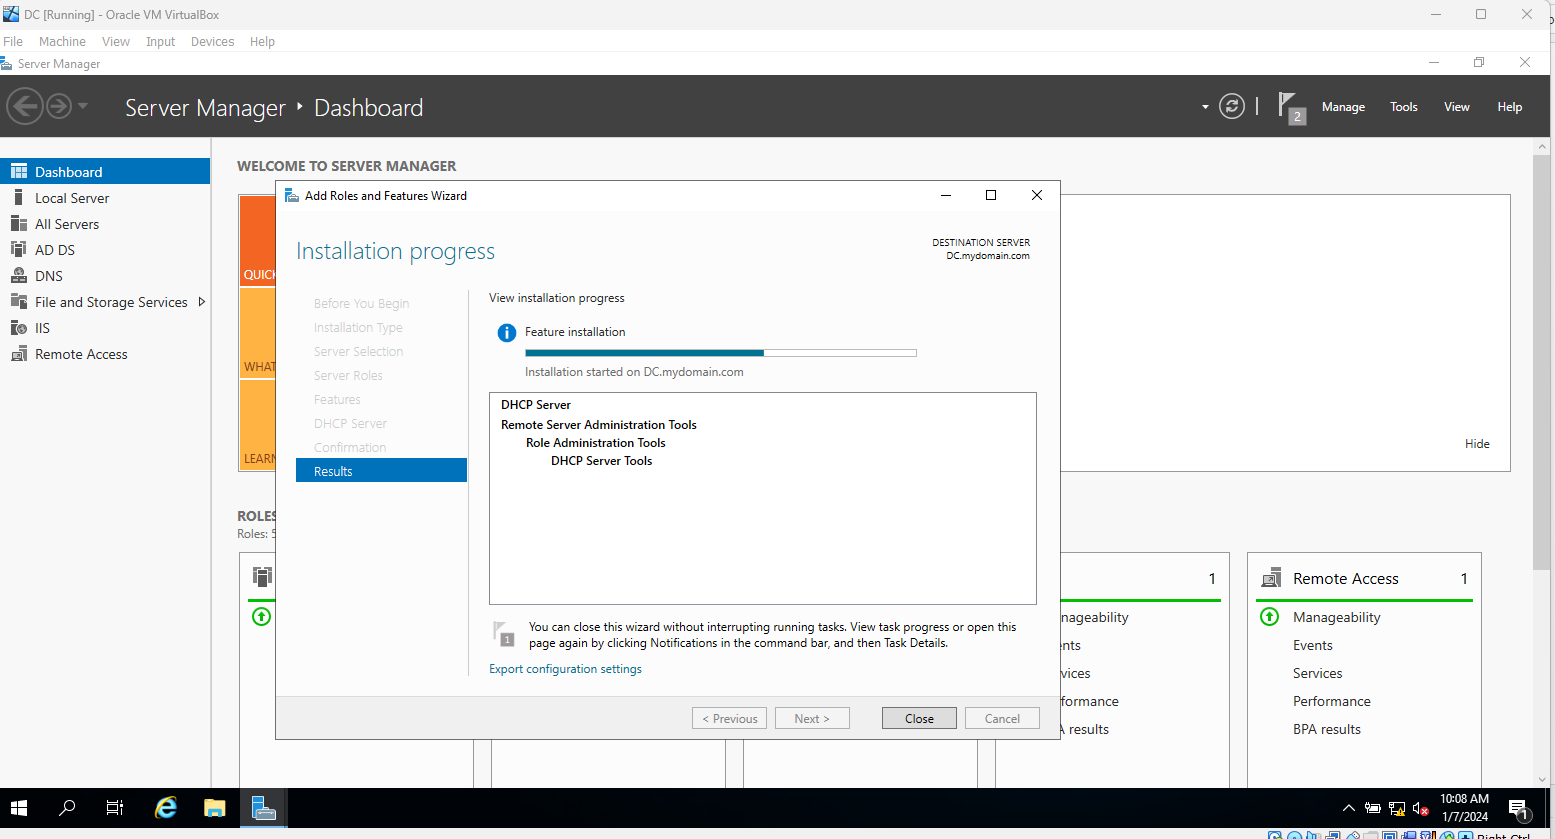 DC [Running] - Oracle VM VirtualBox
File Machine View Input Devices Help
Server Manager
Server Manager Dashboard
2
Manage Tools View Help
Dashboard
Local Server
All Servers
AD DS
DNS
File and Storage Services
IIS
Remote Access
WELCOME TO SERVER MANAGER
QUICK
WHAT
LEARN
Hide
ROLES
Roles: 5
Add Roles and Features Wizard
Installation progress
DESTINATION SERVER
DC.mydomain.com
Before You Begin
Installation Type
Server Selection
Server Roles
Features
DHCP Server
Confirmation
Results
View installation progress
Feature installation
Installation started on DC.mydomain.com
DHCP Server
Remote Server Administration Tools
Role Administration Tools
DHCP Server Tools
1
You can close this wizard without interrupting running tasks. View task progress or open this
page again by clicking Notifications in the command bar, and then Task Details.
Export configuration settings
< Previous Next > Close Cancel
1
nageability
nts
vices
formance
A results
Remote Access 1
Manageability
Events
Services
Performance
BPA results
10:08 AM
1/7/2024
1
Right Ctrl